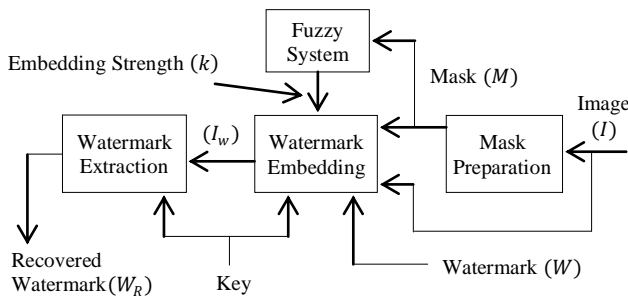 Fuzzy
System
Embedding Strength (k)
Mask (M)
Image
(I)
Watermark
Extraction
(I_w)
Watermark
Embedding
Mask
Preparation
Recovered
Watermark(W_R)
Key
Watermark (W)